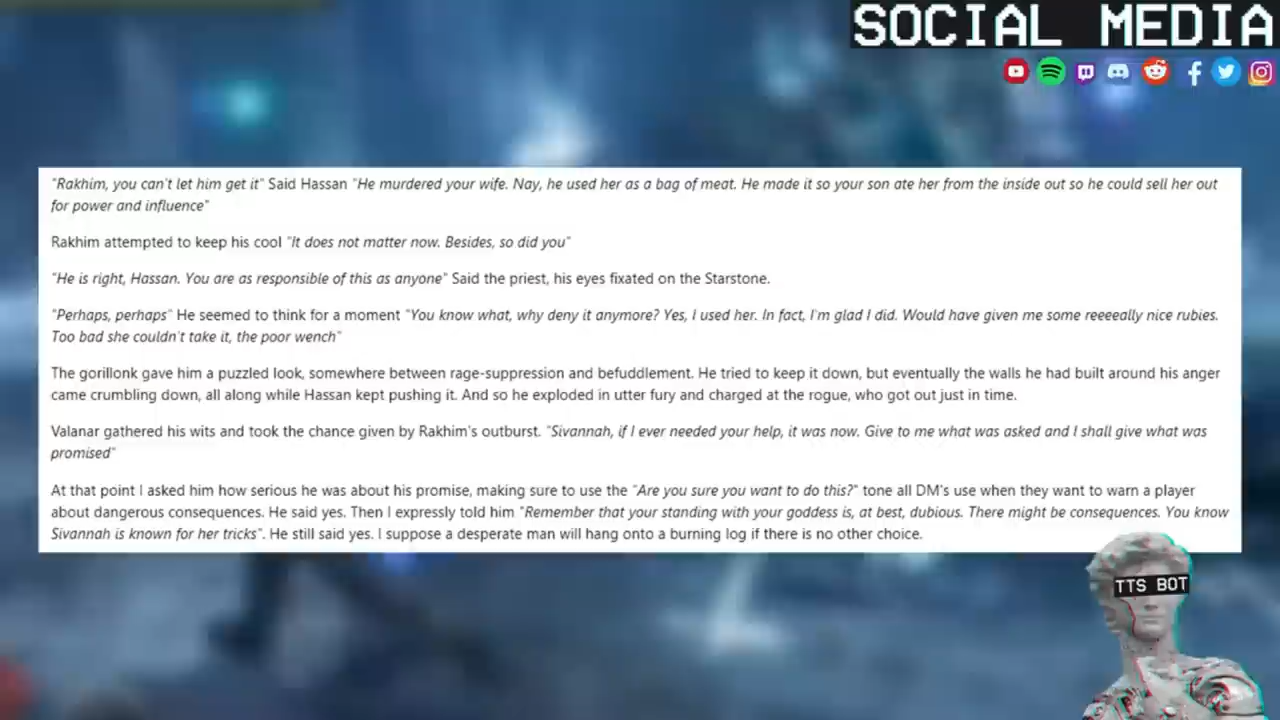 SOCIAL MEDIA
"Rakhim, you can't let him get it" Said Hassan "He murdered your wife. Nay, he used her as a bag of meat. He made it so your son ate her from the inside out so he could sell her out
for power and influence"
Rakhim attempted to keep his cool "It does not matter now. Besides, so did you"
"He is right, Hassan. You are as responsible of this as anyone" Said the priest, his eyes fixated on the Starstone.
"Perhaps, perhaps" He seemed to think for a moment "You know what, why deny it anymore? Yes, I used her. In fact, I'm glad I did. Would have given me some reeeeally nice rubies.
Too bad she couldn't take it, the poor wench"
The gorillonk gave him a puzzled look, somewhere between rage-suppression and befuddlement. He tried to keep it down, but eventually the walls he had built around his anger
came crumbling down, all along while Hassan kept pushing it. And so he exploded in utter fury and charged at the rogue, who got out just in time.
Valanar gathered his wits and took the chance given by Rakhim's outburst. "Sivannah, if I ever needed your help, it was now. Give to me what was asked and I shall give what was
promised"
At that point I asked him how serious he was about his promise, making sure to use the "Are you sure you want to do this?" tone all DM's use when they want to warn a player
about dangerous consequences. He said yes. Then I expressly told him "Remember that your standing with your goddess is, at best, dubious. There might be consequences. You know
Sivannah is known for her tricks". He still said yes. I suppose a desperate man will hang onto a burning log if there is no other choice.
TTS BOT